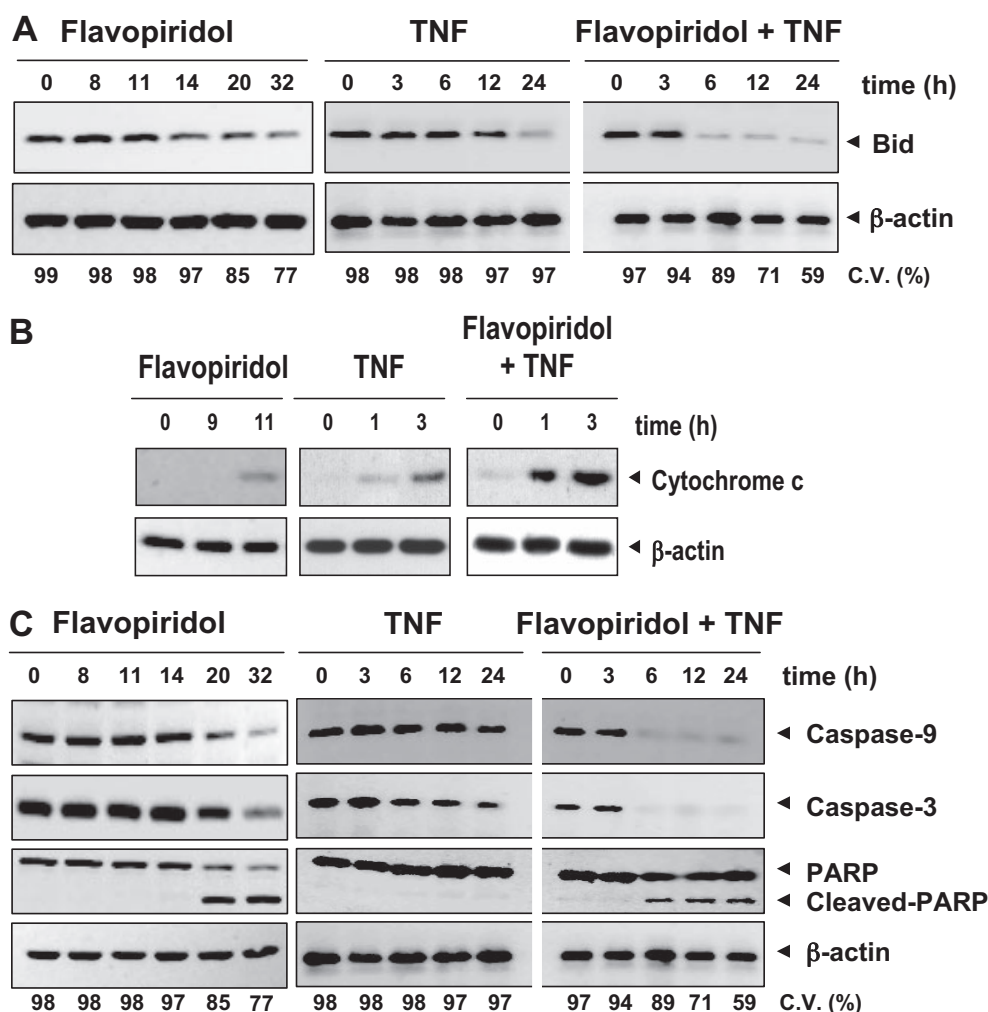 A Flavopiridol TNF Flavopiridol + TNF
0 8 11 14 20 32 0 3 6 12 24 0 3 6 12 24 time (h)
◄ Bid
◄ β-actin
99 98 98 97 85 77 98 98 98 97 97 97 94 89 71 59 C.V. (%)
B
Flavopiridol TNF Flavopiridol + TNF
0 9 11 0 1 3 0 1 3 time (h)
◄ Cytochrome c
◄ β-actin
C Flavopiridol TNF Flavopiridol + TNF
0 8 11 14 20 32 0 3 6 12 24 0 3 6 12 24 time (h)
◄ Caspase-9
◄ Caspase-3
◄ PARP
◄ Cleaved-PARP
◄ β-actin
98 98 98 97 85 77 98 98 98 97 97 97 94 89 71 59 C.V. (%)